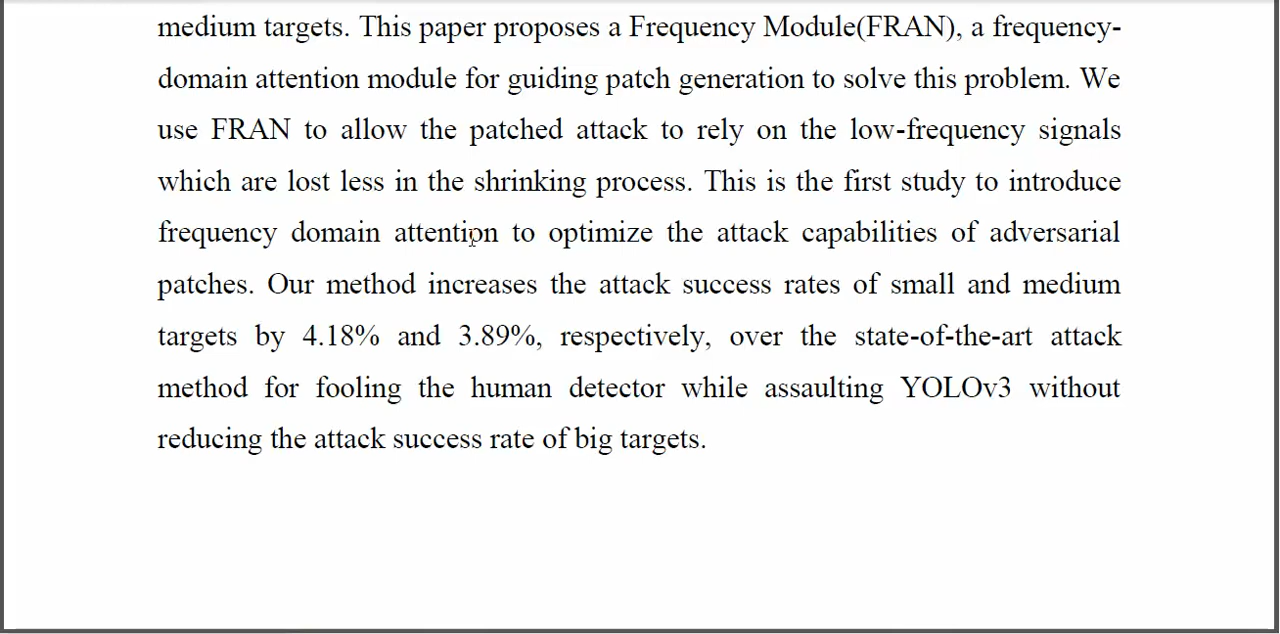 medium targets. This paper proposes a Frequency Module(FRAN), a frequency-
domain attention module for guiding patch generation to solve this problem. We
use FRAN to allow the patched attack to rely on the low-frequency signals
which are lost less in the shrinking process. This is the first study to introduce
frequency domain attention to optimize the attack capabilities of adversarial
patches. Our method increases the attack success rates of small and medium
targets by 4.18% and 3.89%, respectively, over the state-of-the-art attack
method for fooling the human detector while assaulting YOLOv3 without
reducing the attack success rate of big targets.